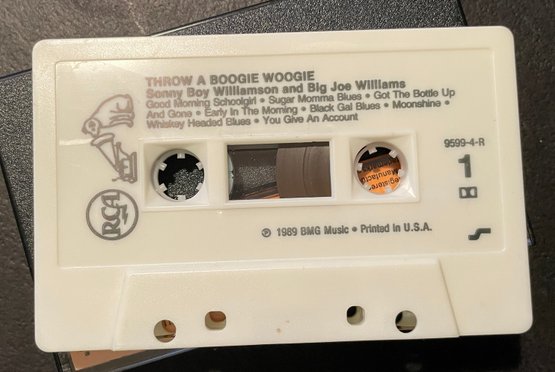 THROW A BOOGIE WOOGIE
Sonny Boy Williamson and Big Joe Williams
Good Morning Schoolgirl • Sugar Momma Blues • Got The Bottle Up
And Gone • Early In The Morning • Black Gal Blues • Moonshine •
Whiskey Headed Blues • You Give An Account
9599-4-R
1
RCA
℗ 1989 BMG Music • Printed in U.S.A.